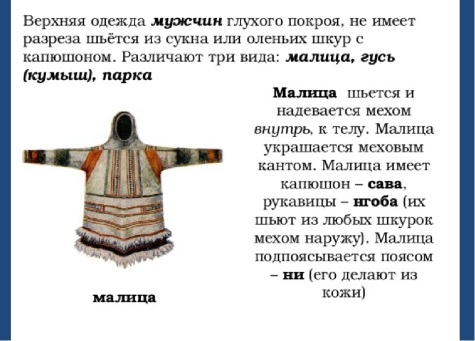 Верхняя одежда мужчин глухого покроя, не имеет
разреза шьётся из сукна или оленьих шкур с
капюшоном. Различают три вида: малица, гусь
(кумыш), парка
Малица шьется и
надевается мехом
внутрь, к телу. Малица
украшается меховым
кантом. Малица имеет
капюшон – сава,
рукавицы – нгоба (их
шьют из любых шкурок
мехом наружу). Малица
подпоясывается поясом
– ни (его делают из
кожи)
малица